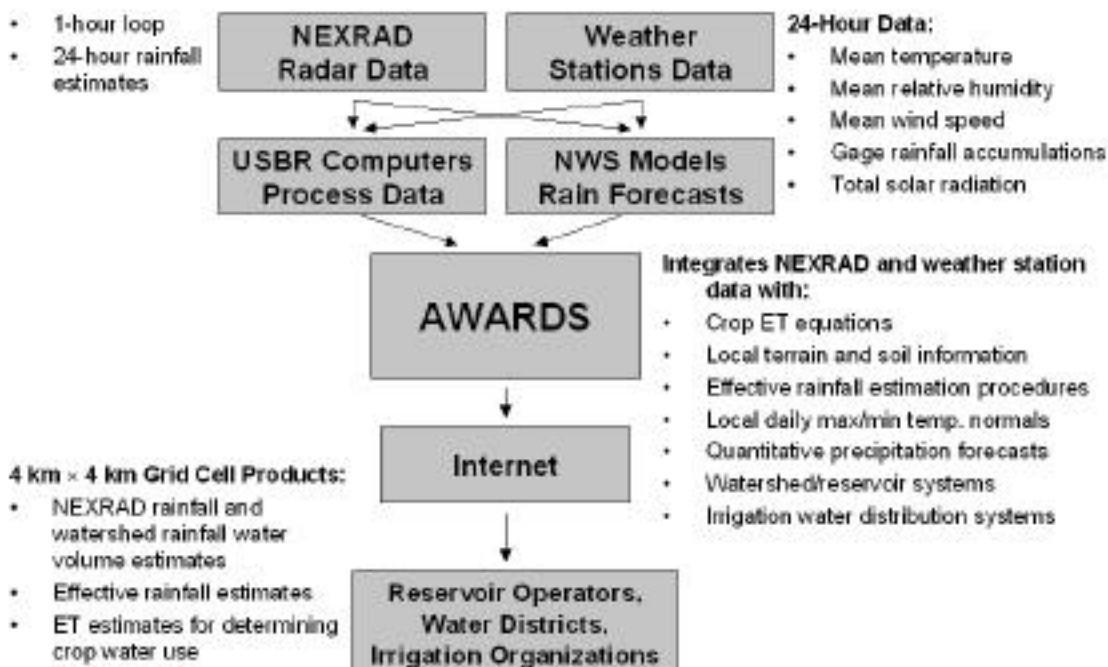 • 1-hour loop
• 24-hour rainfall
estimates
NEXRAD
Radar Data
Weather
Stations Data
24-Hour Data:
• Mean temperature
• Mean relative humidity
• Mean wind speed
• Gage rainfall accumulations
• Total solar radiation
USBR Computers
Process Data
NWS Models
Rain Forecasts
AWARDS
Integrates NEXRAD and weather station
data with:
• Crop ET equations
• Local terrain and soil information
• Effective rainfall estimation procedures
• Local daily max/min temp. normals
• Quantitative precipitation forecasts
• Watershed/reservoir systems
• Irrigation water distribution systems
Internet
4 km × 4 km Grid Cell Products:
• NEXRAD rainfall and
watershed rainfall water
volume estimates
• Effective rainfall estimates
• ET estimates for determining
crop water use
Reservoir Operators,
Water Districts,
Irrigation Organizations